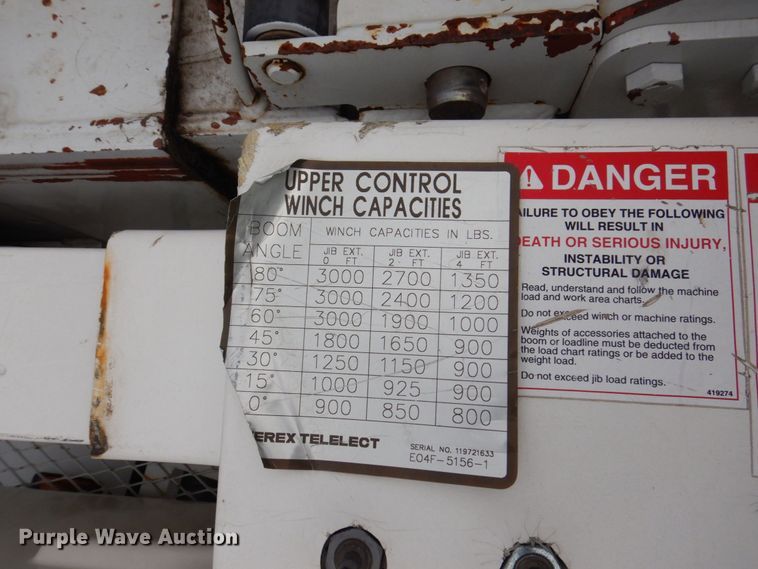 UPPER CONTROL
WINCH CAPACITIES
BOOM ANGLE WINCH CAPACITIES IN LBS.
JIB EXT. 0 FT JIB EXT. 2 FT JIB EXT. 4 FT
80° 3000 2700 1350
75° 3000 2400 1200
60° 3000 1900 1000
45° 1800 1650 900
30° 1250 1150 900
15° 1000 925 900
0° 900 850 800
EREX TELELECT
SERIAL NO. 119721633
E04F-5156-1
DANGER
AILURE TO OBEY THE FOLLOWING
WILL RESULT IN
DEATH OR SERIOUS INJURY,
INSTABILITY OR
STRUCTURAL DAMAGE
Read, understand and follow the machine
load and work area charts.
Do not exceed winch or machine ratings.
Weights of accessories attached to the
boom or loadline must be deducted from
the load chart ratings or be added to the
weight load.
Do not exceed jib load ratings.
419274
Purple Wave Auction®